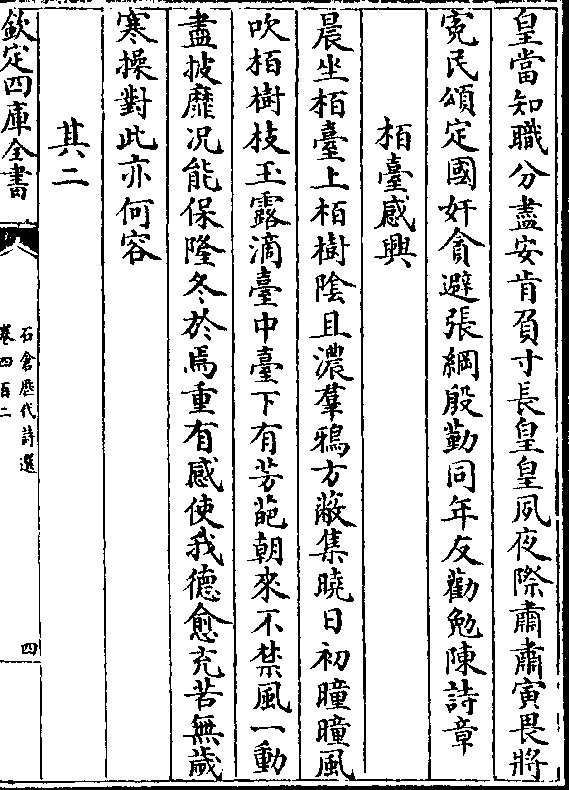 皇當知職分盡安肯負寸長皇皇夙夜際肅肅寅畏將
寃民頌定國奸貪避張綱殷勤同年友勸勉陳詩章
栢臺感興
晨坐栢臺上栢樹陰且濃羣鴉方蔽集曉日初曈曈風
吹栢樹枝玉露滴臺中臺下有芳葩朝來不禁風一動
盡披靡况能保隆冬於焉重有感使我德愈充苦無歲
寒操對此亦何容
其二
欽定四庫全書
石倉歷代詩選
卷四百二
四